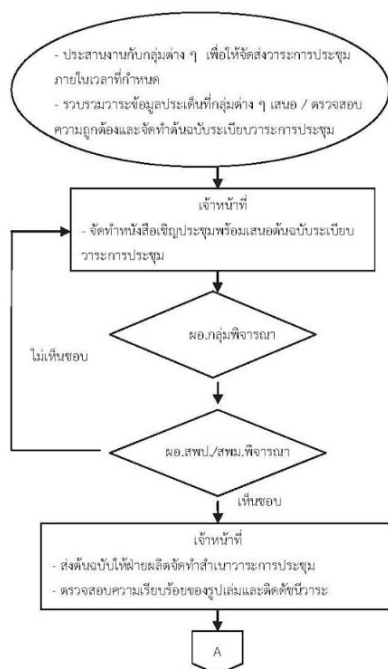 - ประสานงานกับกลุ่มต่าง ๆ เพื่อให้จัดส่งวาระการประชุม
ภายในเวลาที่กำหนด
- รวบรวมวาระข้อมูลประเด็นที่กลุ่มต่าง ๆ เสนอ / ตรวจสอบ
ความถูกต้องและจัดทำต้นฉบับระเบียบวาระการประชุม
เจ้าหน้าที่
- จัดทำหนังสือเชิญประชุมพร้อมเสนอต้นฉบับระเบียบ
วาระการประชุม
ผอ.กลุ่มพิจารณา
ไม่เห็นชอบ
ผอ.สพป./สพม.พิจารณา
เห็นชอบ
เจ้าหน้าที่
- ส่งต้นฉบับให้ฝ่ายผลิตจัดทำสำเนาวาระการประชุม
- ตรวจสอบความเรียบร้อยของรูปเล่มและติดดัชนีวาระ
A